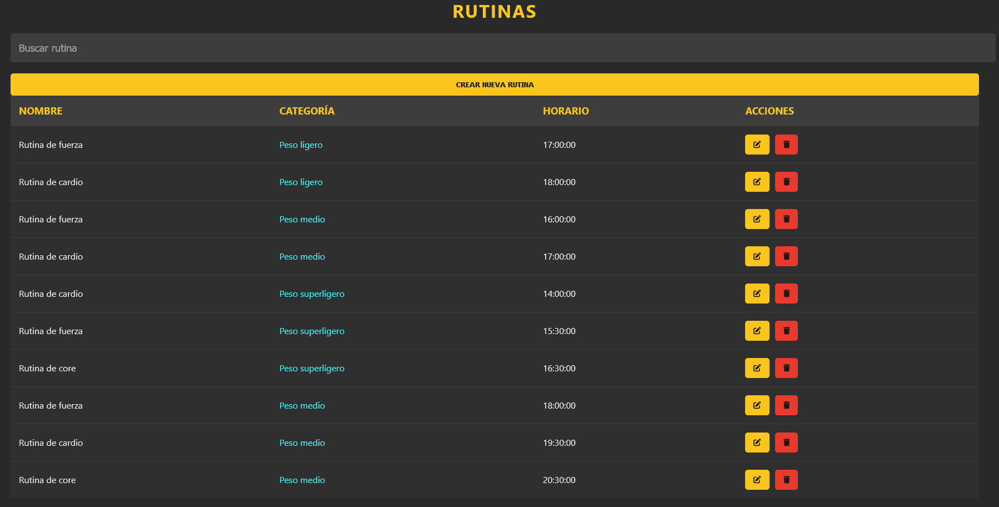 RUTINAS
Buscar rutina
CREAR NUEVA RUTINA
NOMBRE CATEGORÍA HORARIO ACCIONES
Rutina de fuerza Peso ligero 17:00:00
Rutina de cardio Peso ligero 18:00:00
Rutina de fuerza Peso medio 16:00:00
Rutina de cardio Peso medio 17:00:00
Rutina de cardio Peso superligero 14:00:00
Rutina de fuerza Peso superligero 15:30:00
Rutina de core Peso superligero 16:30:00
Rutina de fuerza Peso medio 18:00:00
Rutina de cardio Peso medio 19:30:00
Rutina de core Peso medio 20:30:00